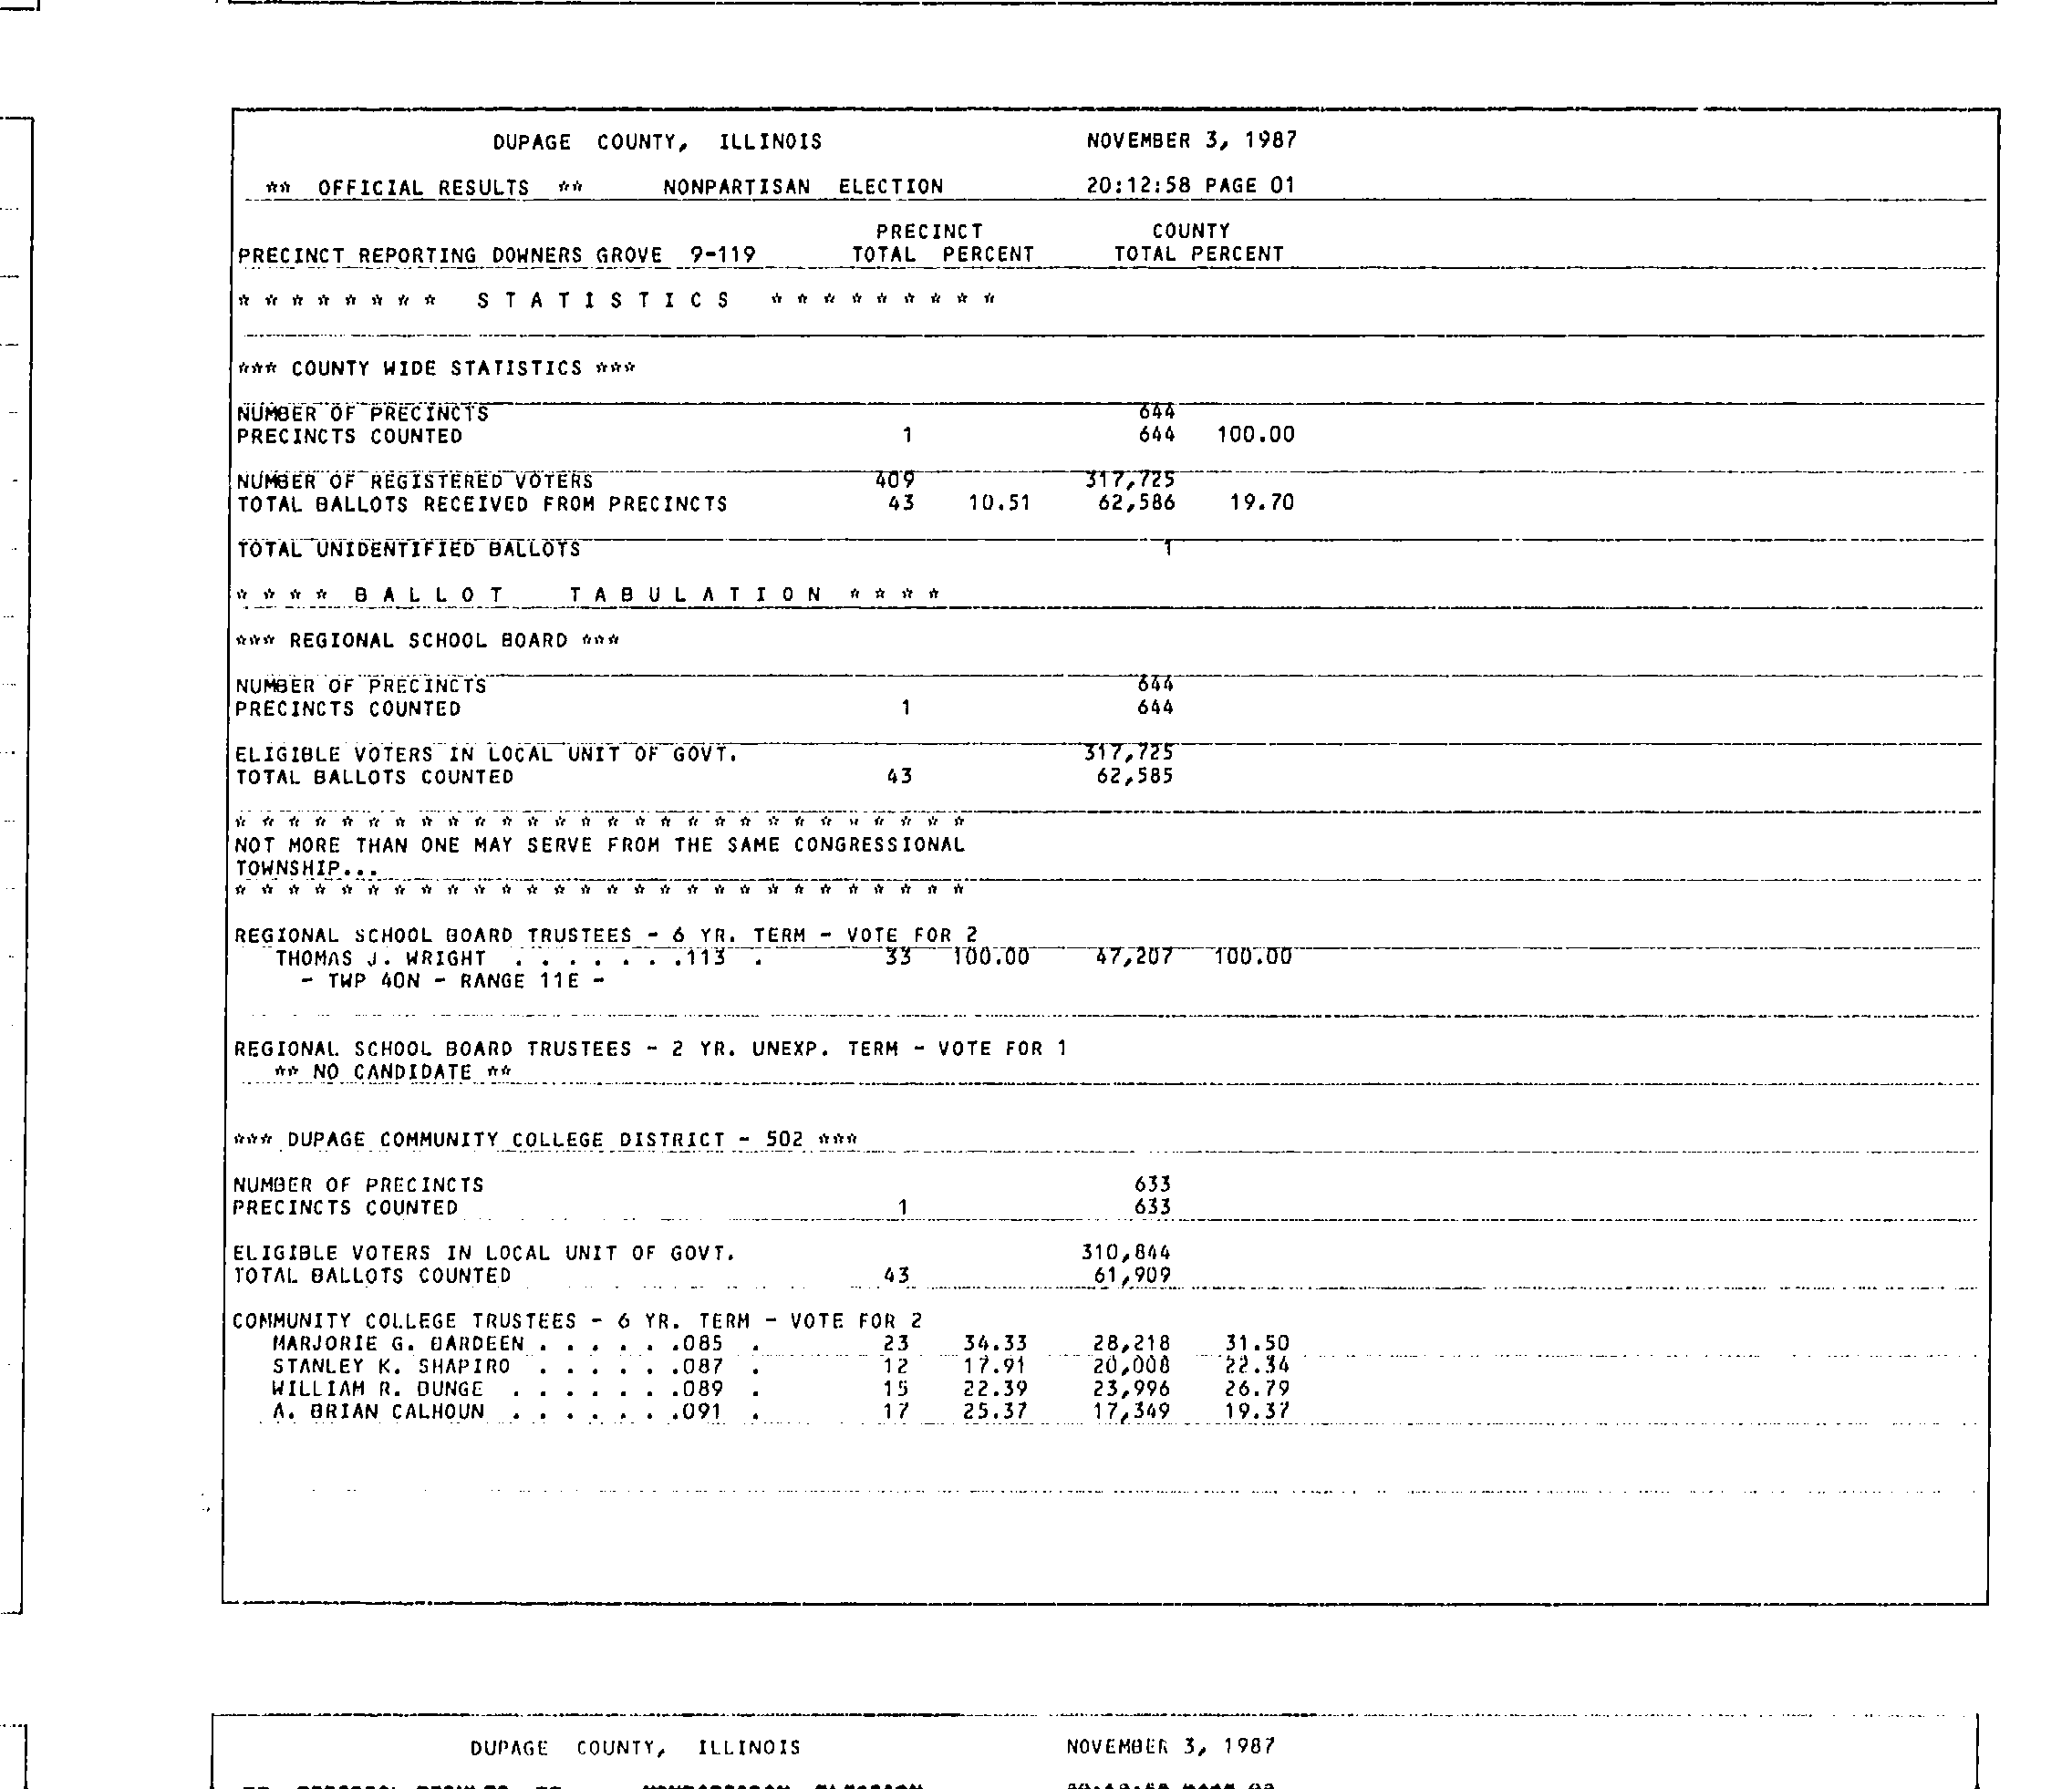 DUPAGE COUNTY, ILLINOIS NOVEMBER 3, 1987
** OFFICIAL RESULTS ** NONPARTISAN ELECTION 20:12:58 PAGE 01
PRECINCT COUNTY
PRECINCT REPORTING DOWNERS GROVE 9-119 TOTAL PERCENT TOTAL PERCENT
* * * * * * * * S T A T I S T I C S * * * * * * * * *
*** COUNTY WIDE STATISTICS ***
NUMBER OF PRECINCTS 644
PRECINCTS COUNTED 1 644 100.00
NUMBER OF REGISTERED VOTERS 409 317,725
TOTAL BALLOTS RECEIVED FROM PRECINCTS 43 10.51 62,586 19.70
TOTAL UNIDENTIFIED BALLOTS 1
* * * * B A L L O T T A B U L A T I O N * * * *
*** REGIONAL SCHOOL BOARD ***
NUMBER OF PRECINCTS 644
PRECINCTS COUNTED 1 644
ELIGIBLE VOTERS IN LOCAL UNIT OF GOVT. 317,725
TOTAL BALLOTS COUNTED 43 62,585
* * * * * * * * * * * * * * * * * * * * * * * * * * * *
NOT MORE THAN ONE MAY SERVE FROM THE SAME CONGRESSIONAL
TOWNSHIP...
* * * * * * * * * * * * * * * * * * * * * * * * * * * *
REGIONAL SCHOOL BOARD TRUSTEES - 6 YR. TERM - VOTE FOR 2
THOMAS J. WRIGHT . . . . . . .113 . 33 100.00 47,207 100.00
- TWP 40N - RANGE 11E -
REGIONAL SCHOOL BOARD TRUSTEES - 2 YR. UNEXP. TERM - VOTE FOR 1
** NO CANDIDATE **
*** DUPAGE COMMUNITY COLLEGE DISTRICT - 502 ***
NUMBER OF PRECINCTS 633
PRECINCTS COUNTED 1 633
ELIGIBLE VOTERS IN LOCAL UNIT OF GOVT. 310,844
TOTAL BALLOTS COUNTED 43 61,909
COMMUNITY COLLEGE TRUSTEES - 6 YR. TERM - VOTE FOR 2
MARJORIE G. BARDEEN . . . . . .085 . 23 34.33 28,218 31.50
STANLEY K. SHAPIRO . . . . . .087 . 12 17.91 20,008 22.34
WILLIAM R. BUNGE . . . . . . .089 . 15 22.39 23,996 26.79
A. BRIAN CALHOUN . . . . . . .091 . 17 25.37 17,349 19.37
DUPAGE COUNTY, ILLINOIS NOVEMBER 3, 1987